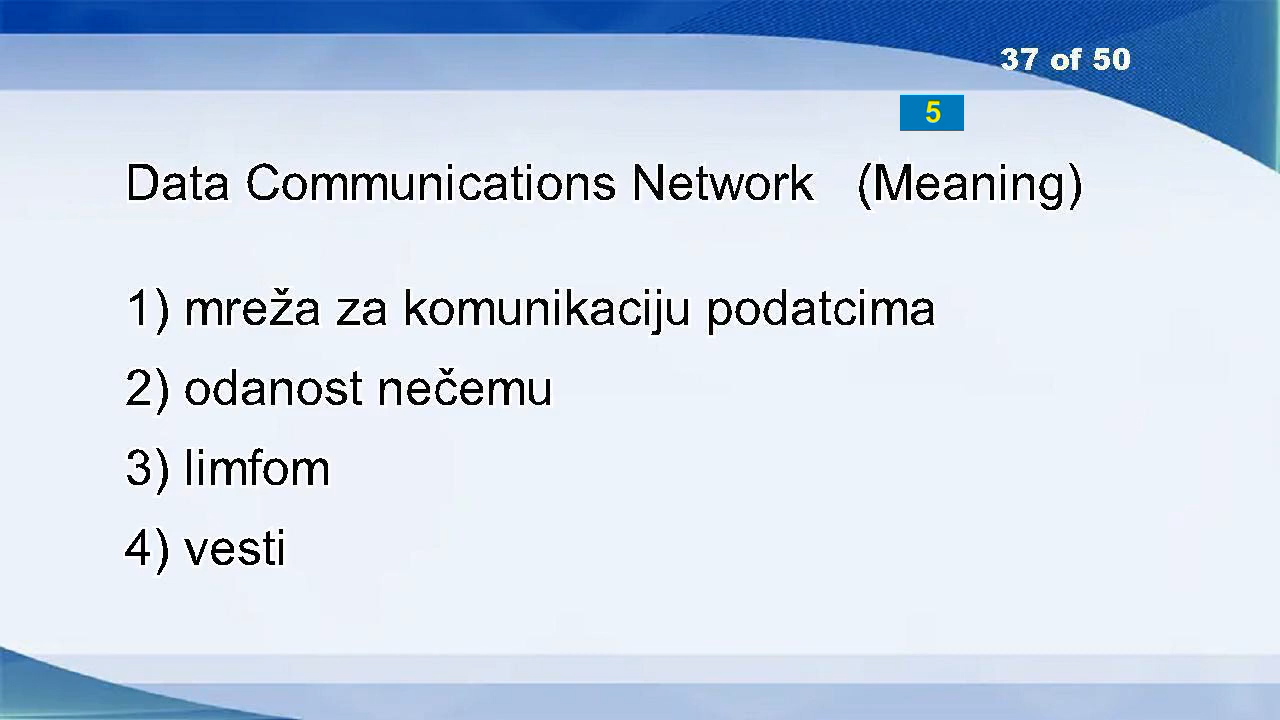 37 of 50
5
Data Communications Network (Meaning)
1) mreža za komunikaciju podatcima
2) odanost nečemu
3) limfom
4) vesti